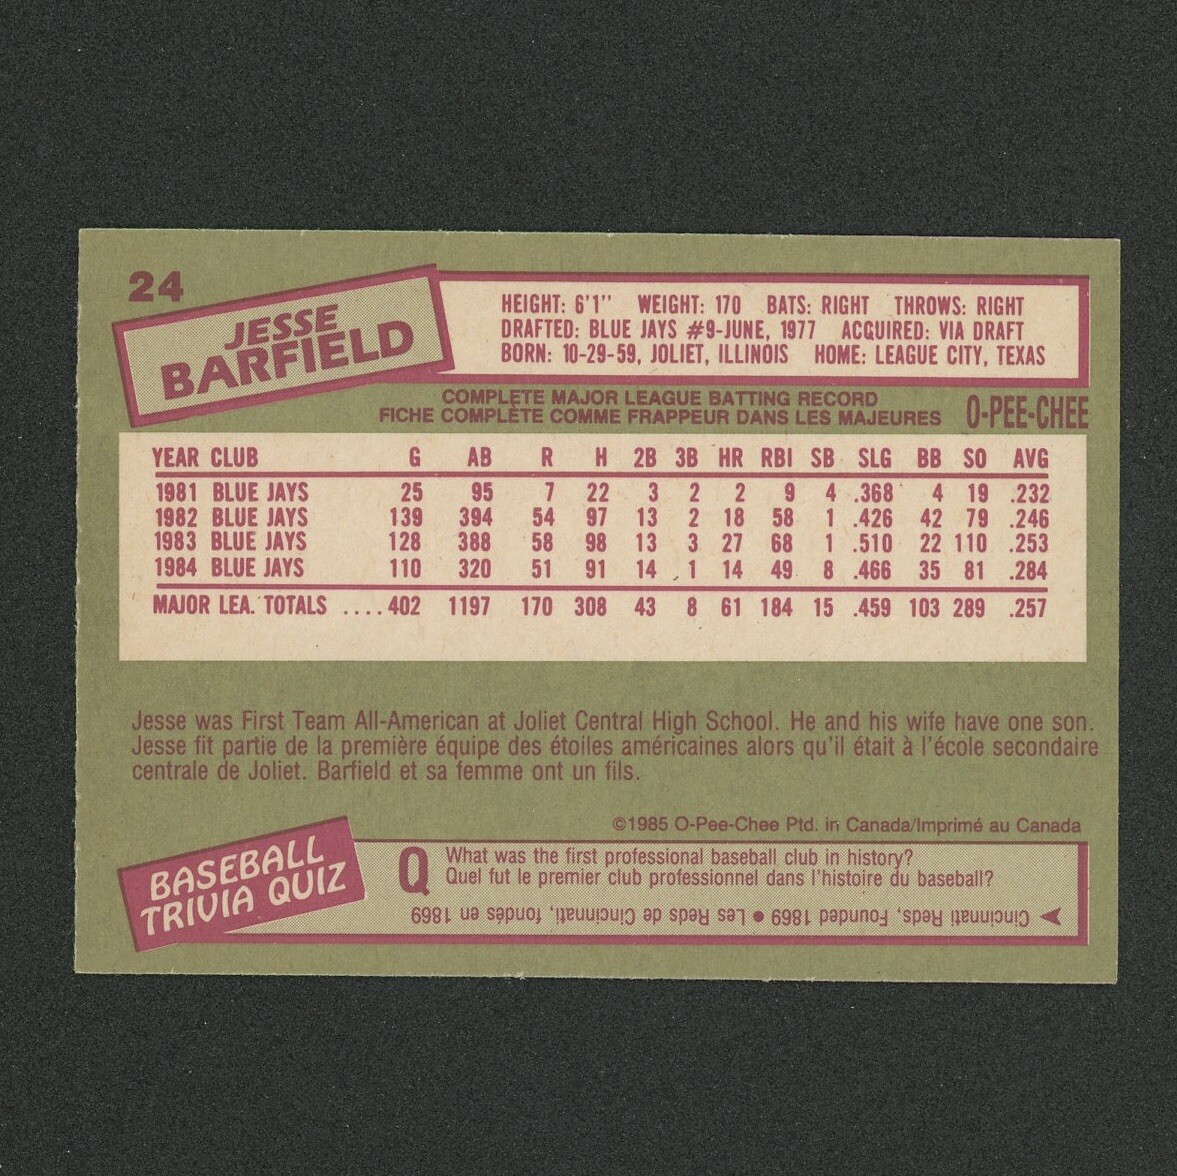 24
JESSE
BARFIELD
HEIGHT: 6'1'' WEIGHT: 170 BATS: RIGHT THROWS: RIGHT
DRAFTED: BLUE JAYS #9-JUNE, 1977 ACQUIRED: VIA DRAFT
BORN: 10-29-59, JOLIET, ILLINOIS HOME: LEAGUE CITY, TEXAS
COMPLETE MAJOR LEAGUE BATTING RECORD
FICHE COMPLÈTE COMME FRAPPEUR DANS LES MAJEURES
O-PEE-CHEE
YEAR CLUB G AB R H 2B 3B HR RBI SB SLG BB SO AVG
1981 BLUE JAYS 25 95 7 22 3 2 2 9 4 .368 4 19 .232
1982 BLUE JAYS 139 394 54 97 13 2 18 58 1 .426 42 79 .246
1983 BLUE JAYS 128 388 58 98 13 3 27 68 1 .510 22 110 .253
1984 BLUE JAYS 110 320 51 91 14 1 14 49 8 .466 35 81 .284
MAJOR LEA. TOTALS .... 402 1197 170 308 43 8 61 184 15 .459 103 289 .257
Jesse was First Team All-American at Joliet Central High School. He and his wife have one son.
Jesse fit partie de la première équipe des étoiles américaines alors qu'il était à l'école secondaire
centrale de Joliet. Barfield et sa femme ont un fils.
©1985 O-Pee-Chee Ptd. in Canada/Imprimé au Canada
BASEBALL
TRIVIA QUIZ
Q What was the first professional baseball club in history?
Quel fut le premier club professionnel dans l'histoire du baseball?
Cincinnati Reds, Founded, 1869 • Les Reds de Cincinnati, fondés en 1869